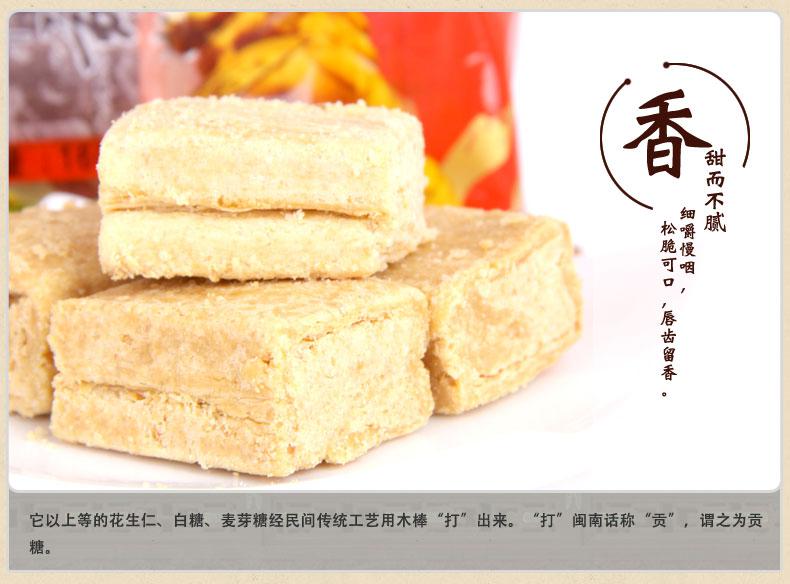 香
甜而不腻
细嚼慢咽，
松脆可口，唇齿留香。
它以上等的花生仁、白糖、麦芽糖经民间传统工艺用木棒“打”出来。“打”闽南话称“贡”，谓之为贡
糖。